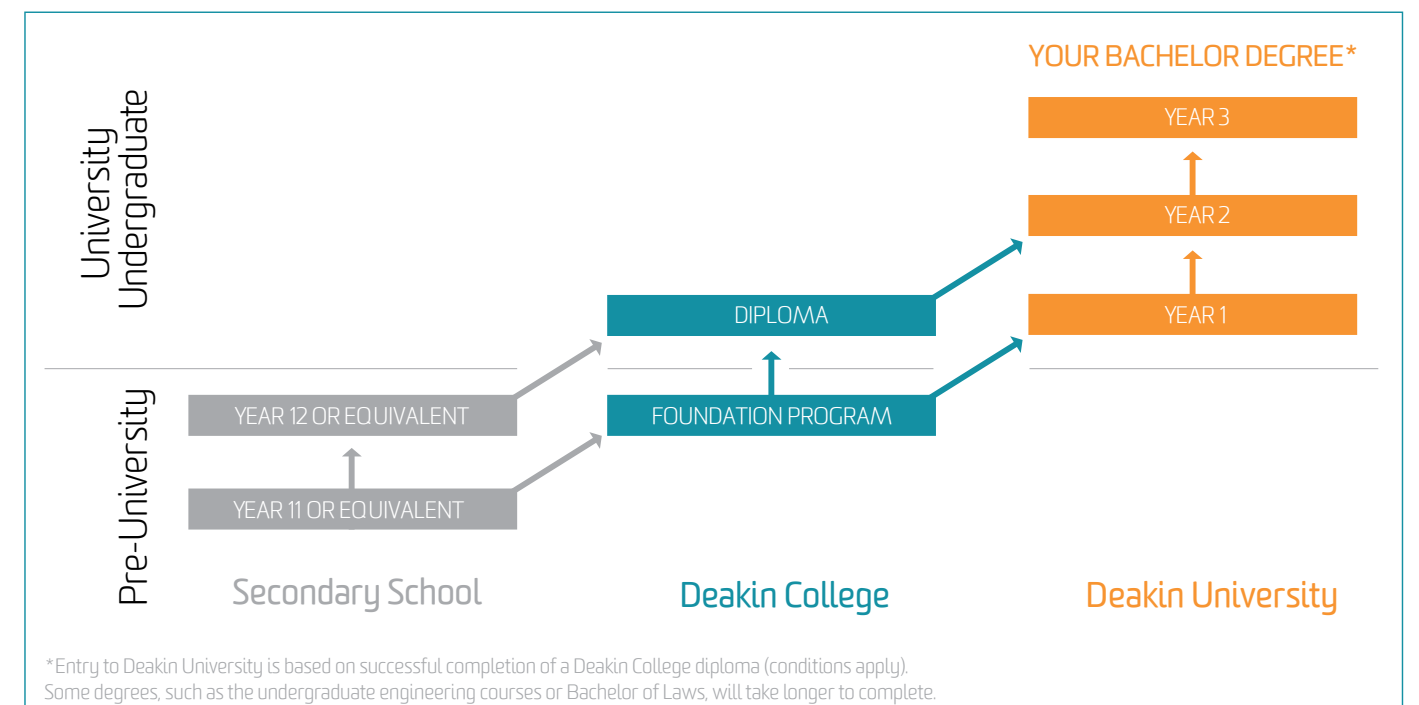 YOUR BACHELOR DEGREE*
YEAR 3
YEAR 2
YEAR 1
University
Undergraduate
DIPLOMA
Pre-University
YEAR 12 OR EQUIVALENT
FOUNDATION PROGRAM
YEAR 11 OR EQUIVALENT
Secondary School
Deakin College
Deakin University
*Entry to Deakin University is based on successful completion of a Deakin College diploma (conditions apply).
Some degrees, such as the undergraduate engineering courses or Bachelor of Laws, will take longer to complete.